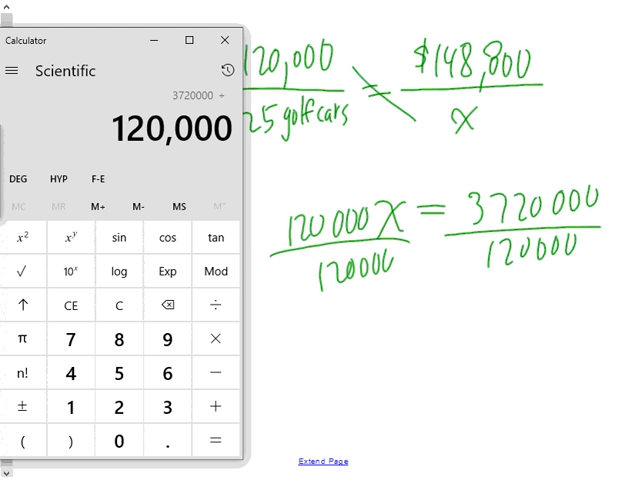 Calculator
Scientific
3720000 ÷
120,000
DEG HYP F-E
MC MR M+ M- MS M˅
x² xʸ sin cos tan
√ 10ˣ log Exp Mod
↑ CE C ⌫ ÷
π 7 8 9 ×
n! 4 5 6 −
± 1 2 3 +
( ) 0 . =
120,000 = $148,800
25 golf cars x
120000 x = 3720000
120000 120000
Extend Page